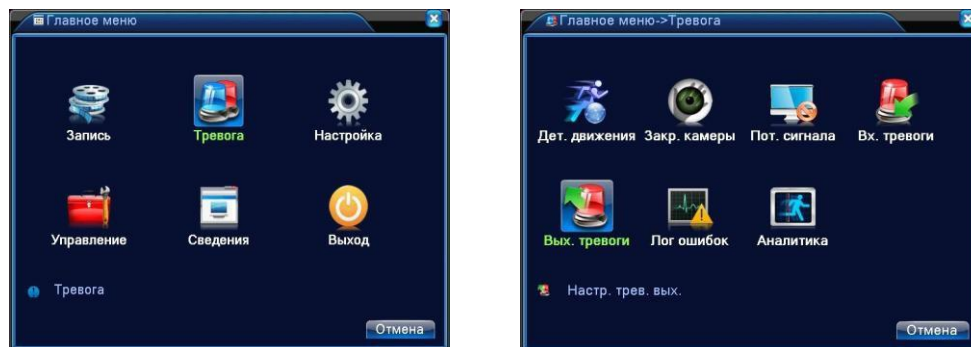 Главное меню
Запись Тревога Настройка
Управление Сведения Выход
Тревога
Отмена
Главное меню->Тревога
Дет. движения Закр. камеры Пот. сигнала Вх. тревоги
Вых. тревоги Лог ошибок Аналитика
Настр. трев. вых.
Отмена